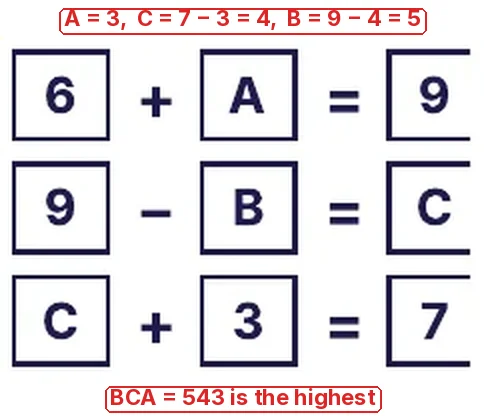 A = 3, C = 7 – 3 = 4, B = 9 – 4 = 5
6 + A = 9
9 – B = C
C + 3 = 7
BCA = 543 is the highest